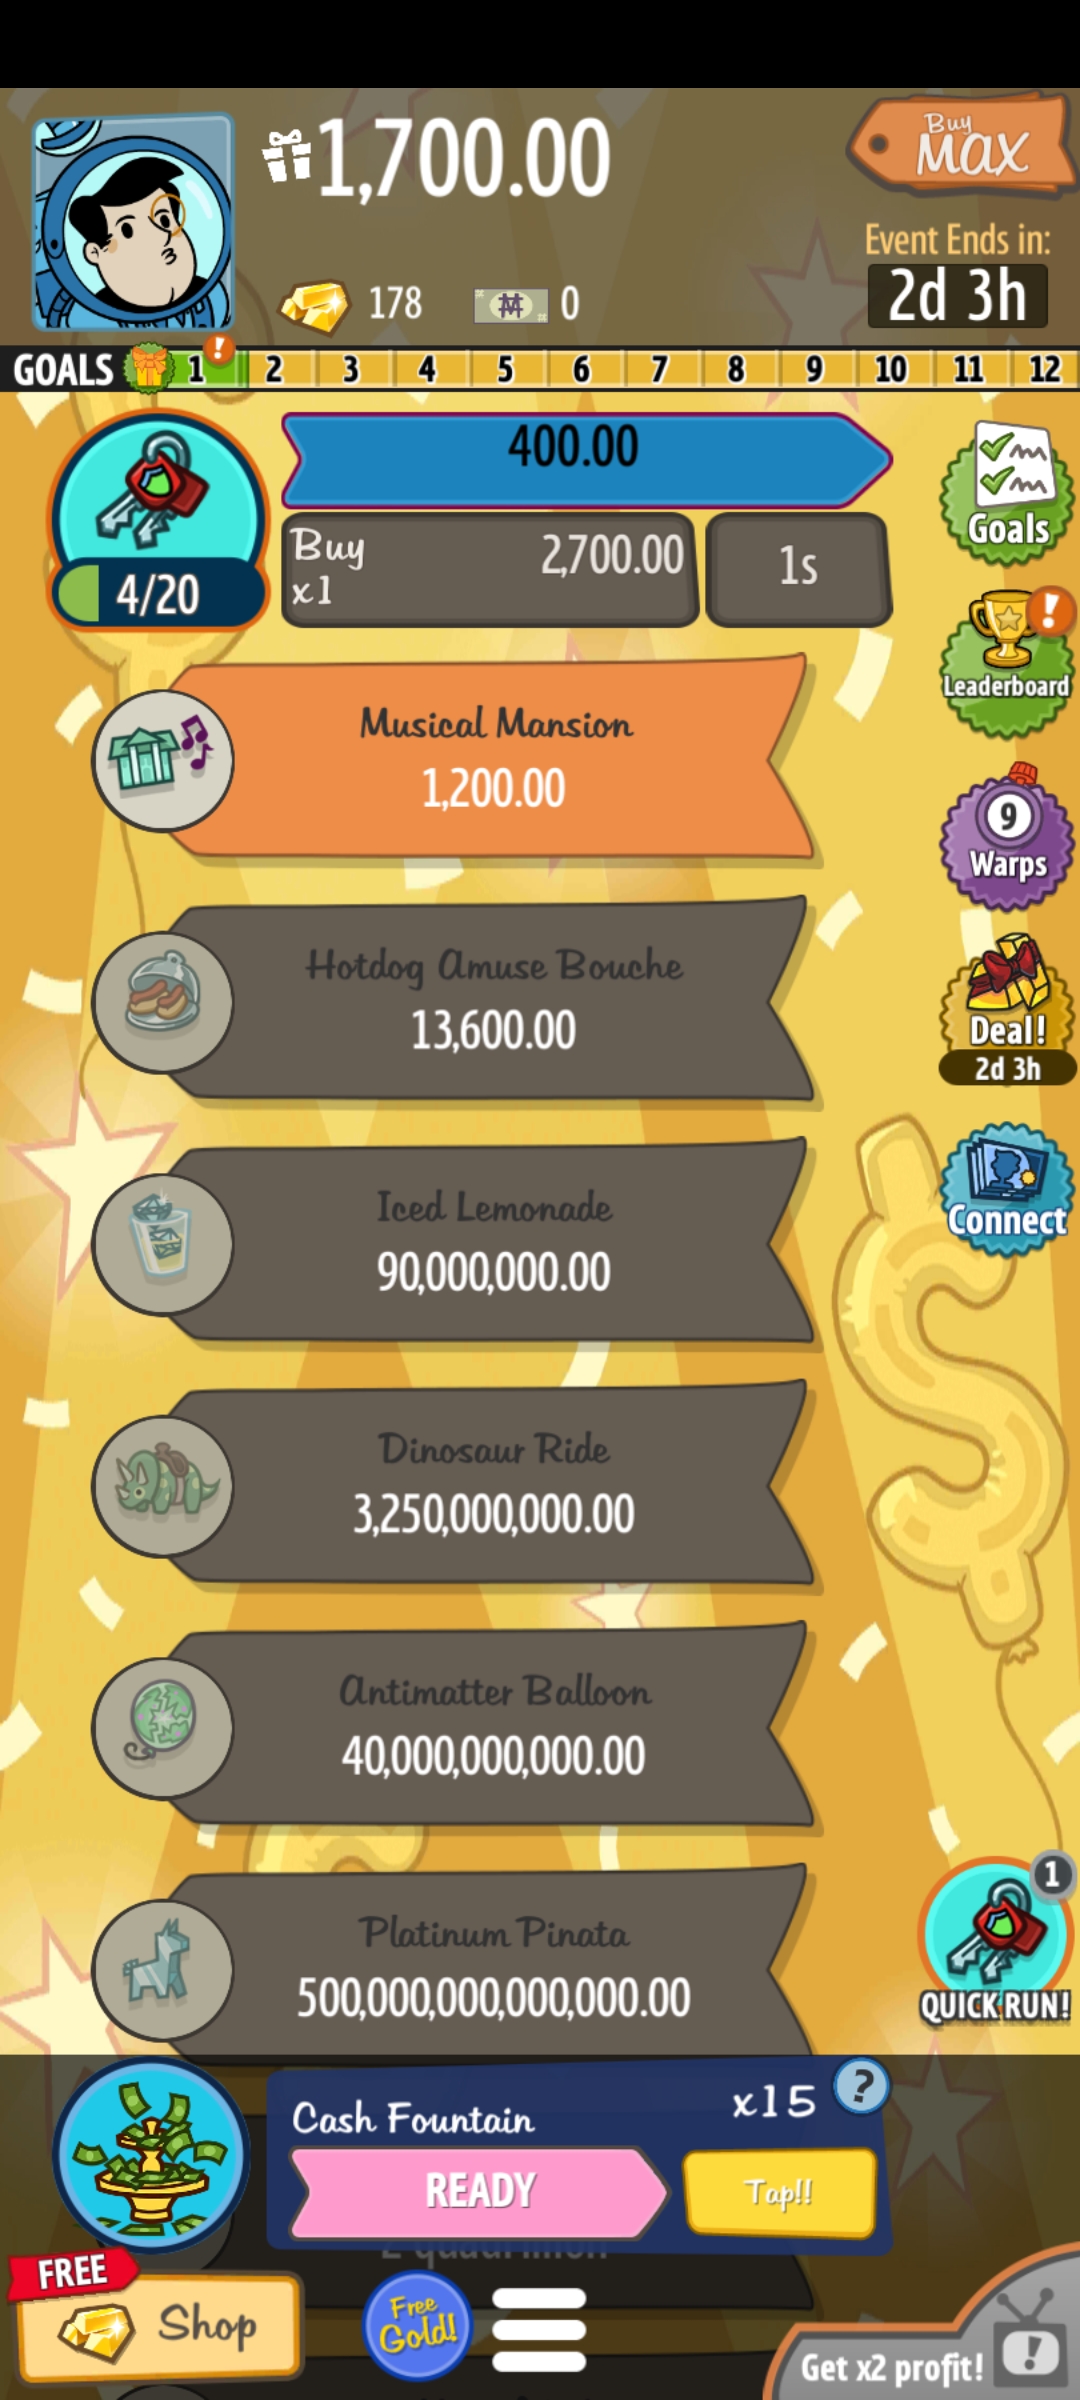 1,700.00
Buy
MAX
178
0
Event Ends in:
2d 3h
GOALS 1 ! 2 3 4 5 6 7 8 9 10 11 12
400.00
4/20
Buy
x1
2,700.00
1s
Goals
!
Leaderboard
Musical Mansion
1,200.00
9
Warps
Hotdog Amuse Bouche
13,600.00
Deal!
2d 3h
Iced Lemonade
90,000,000.00
Connect
Dinosaur Ride
3,250,000,000.00
Antimatter Balloon
40,000,000,000.00
Platinum Pinata
500,000,000,000,000.00
1
QUICK RUN!
Cash Fountain
x15
?
READY
Tap!!
FREE
Shop
Free
Gold!
Get x2 profit!
!